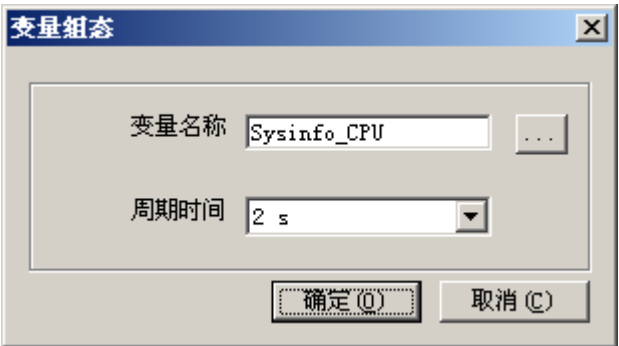 变量组态
变量名称 Sysinfo_CPU ...
周期时间 2 s
确定(O) 取消(C)